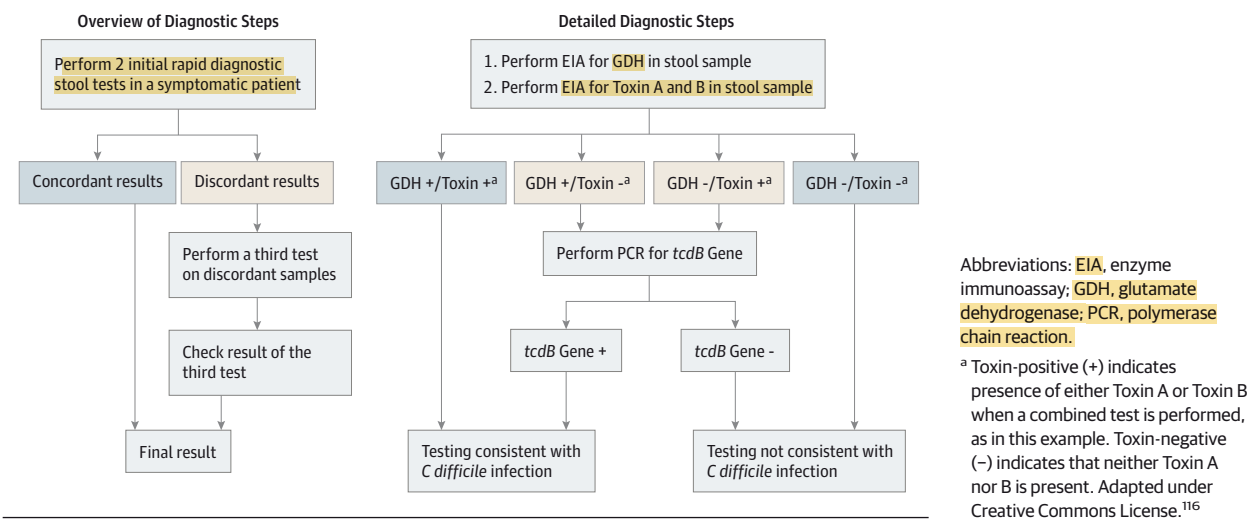 Overview of Diagnostic Steps
Perform 2 initial rapid diagnostic
stool tests in a symptomatic patient
Concordant results
Discordant results
Perform a third test
on discordant samples
Check result of the
third test
Final result
Detailed Diagnostic Steps
1. Perform EIA for GDH in stool sample
2. Perform EIA for Toxin A and B in stool sample
GDH +/Toxin +ᵃ
GDH +/Toxin -ᵃ
GDH -/Toxin +ᵃ
GDH -/Toxin -ᵃ
Perform PCR for tcdB Gene
tcdB Gene +
tcdB Gene -
Testing consistent with
C difficile infection
Testing not consistent with
C difficile infection
Abbreviations: EIA, enzyme
immunoassay; GDH, glutamate
dehydrogenase; PCR, polymerase
chain reaction.
ᵃ Toxin-positive (+) indicates
presence of either Toxin A or Toxin B
when a combined test is performed,
as in this example. Toxin-negative
(−) indicates that neither Toxin A
nor B is present. Adapted under
Creative Commons License.¹¹⁶